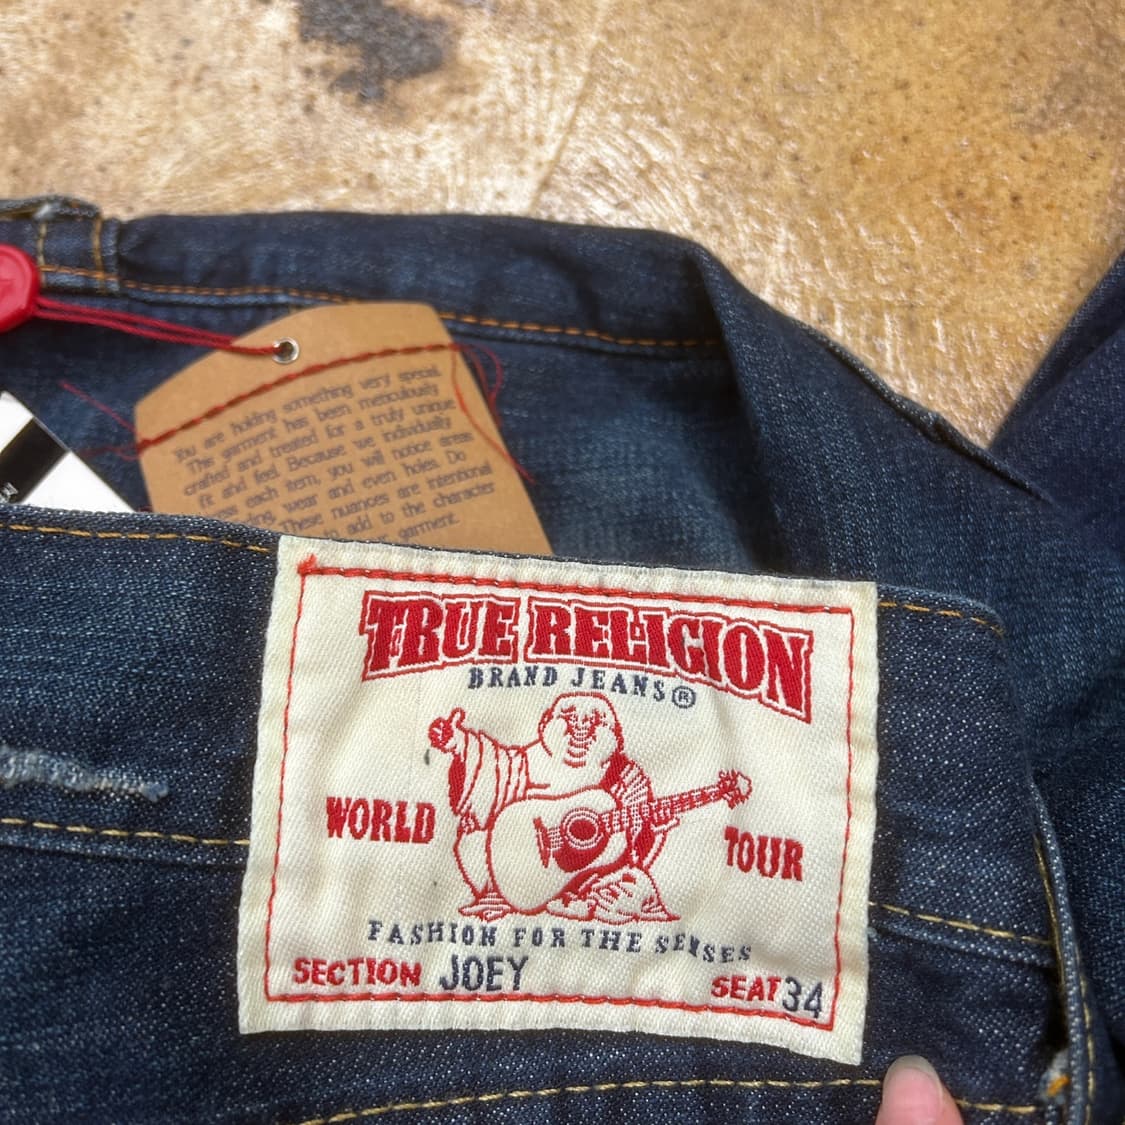 You are holding something very special.
This garment has been meticulously
crafted and treated for a truly unique
fit and feel. Because we individually
each item, you will notice areas
wear and even holes. Do
These nuances are intentional
to add to the character
garment.
TRUE RELIGION
BRAND JEANS®
WORLD TOUR
FASHION FOR THE SENSES
SECTION JOEY SEAT 34